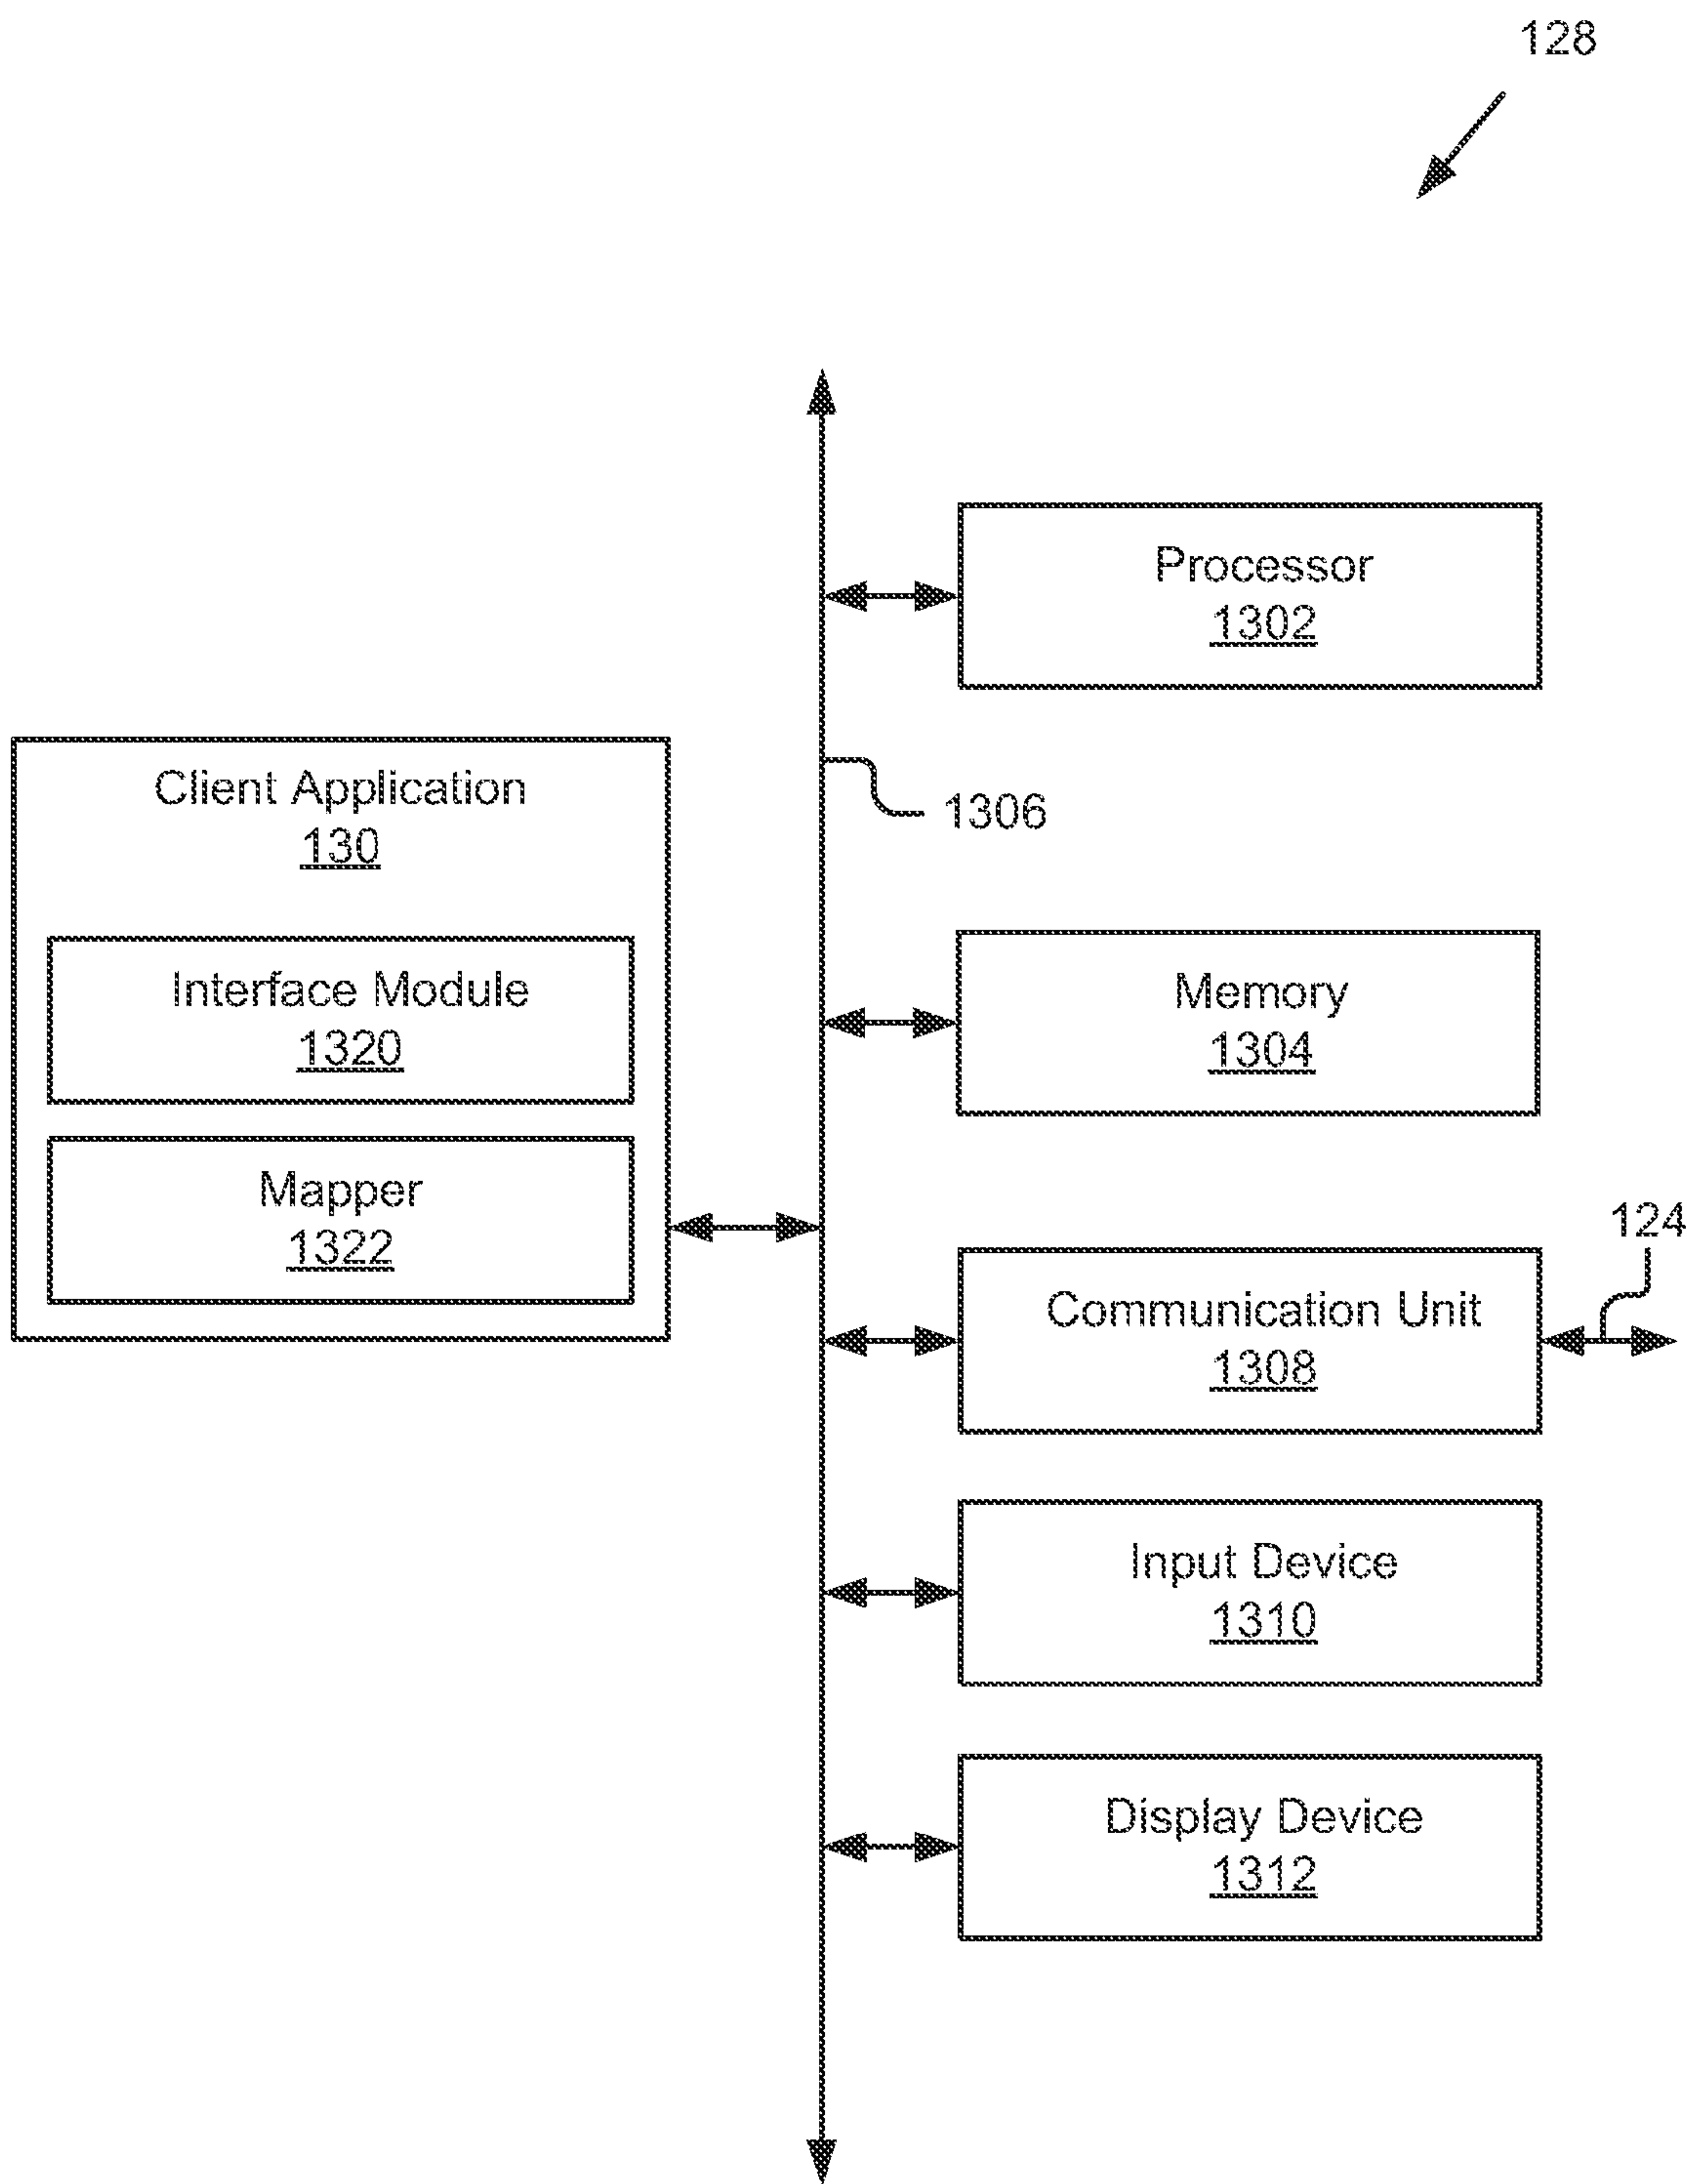 128
Processor
1302
Client Application
130
1306
Interface Module
1320
Memory
1304
Mapper
1322
124
Communication Unit
1308
Input Device
1310
Display Device
1312